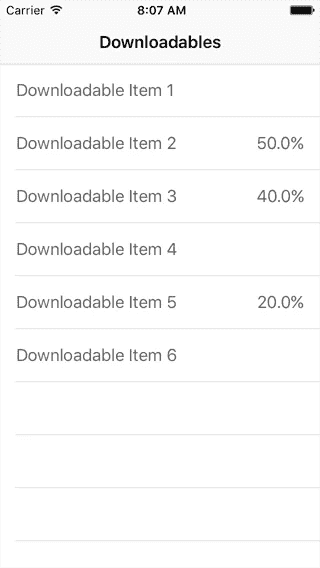 Carrier 8:07 AM
Downloadables
Downloadable Item 1
Downloadable Item 2 50.0%
Downloadable Item 3 40.0%
Downloadable Item 4
Downloadable Item 5 20.0%
Downloadable Item 6